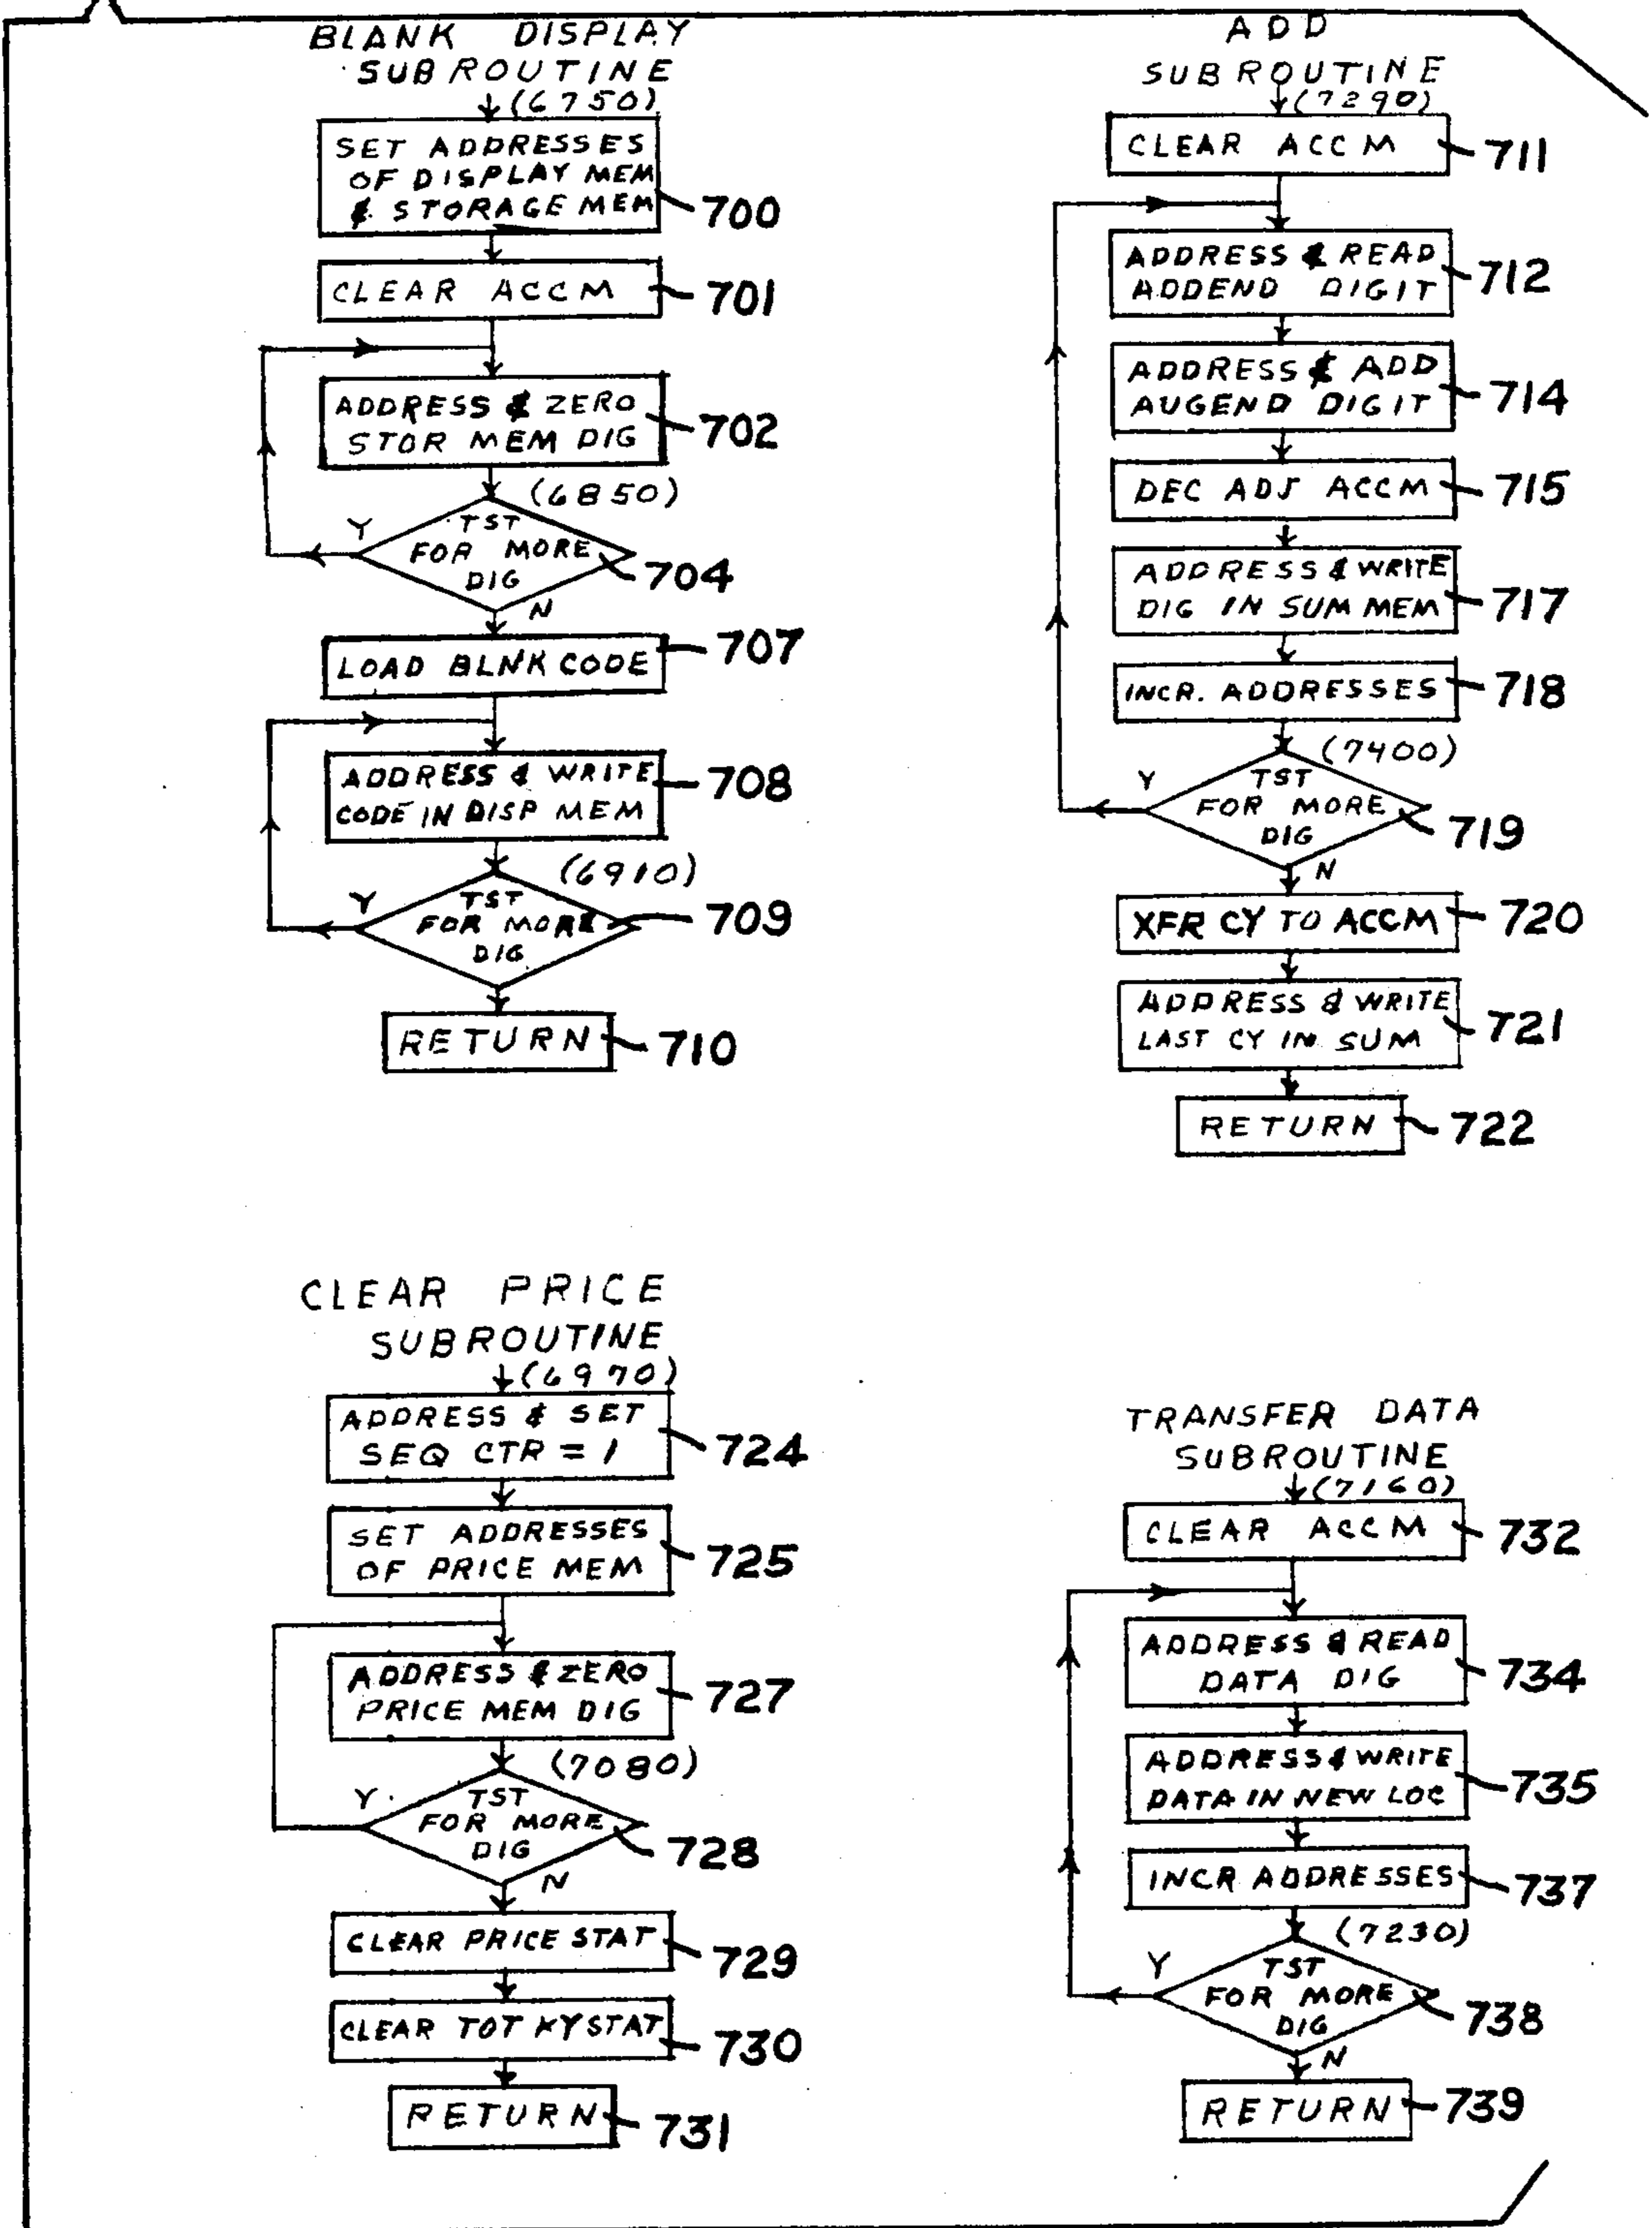 BLANK DISPLAY
SUBROUTINE
(6750)
SET ADDRESSES
OF DISPLAY MEM
& STORAGE MEM
700
CLEAR ACCM
701
ADDRESS & ZERO
STOR MEM DIG
702
(6850)
TST
FOR MORE
DIG
704
Y
N
LOAD BLNK CODE
707
ADDRESS & WRITE
CODE IN DISP MEM
708
(6910)
TST
FOR MORE
DIG
709
Y
RETURN
710
ADD
SUBROUTINE
(7290)
CLEAR ACCM
711
ADDRESS & READ
ADDEND DIGIT
712
ADDRESS & ADD
AUGEND DIGIT
714
DEC ADJ ACCM
715
ADDRESS & WRITE
DIG IN SUM MEM
717
INCR. ADDRESSES
718
(7400)
TST
FOR MORE
DIG
719
Y
N
XFR CY TO ACCM
720
ADDRESS & WRITE
LAST CY IN SUM
721
RETURN
722
CLEAR PRICE
SUBROUTINE
(6970)
ADDRESS & SET
SEQ CTR = 1
724
SET ADDRESSES
OF PRICE MEM
725
ADDRESS & ZERO
PRICE MEM DIG
727
(7080)
TST
FOR MORE
DIG
728
Y
N
CLEAR PRICE STAT
729
CLEAR TOT KY STAT
730
RETURN
731
TRANSFER DATA
SUBROUTINE
(7160)
CLEAR ACCM
732
ADDRESS & READ
DATA DIG
734
ADDRESS & WRITE
DATA IN NEW LOC
735
INCR ADDRESSES
737
(7230)
TST
FOR MORE
DIG
738
Y
N
RETURN
739